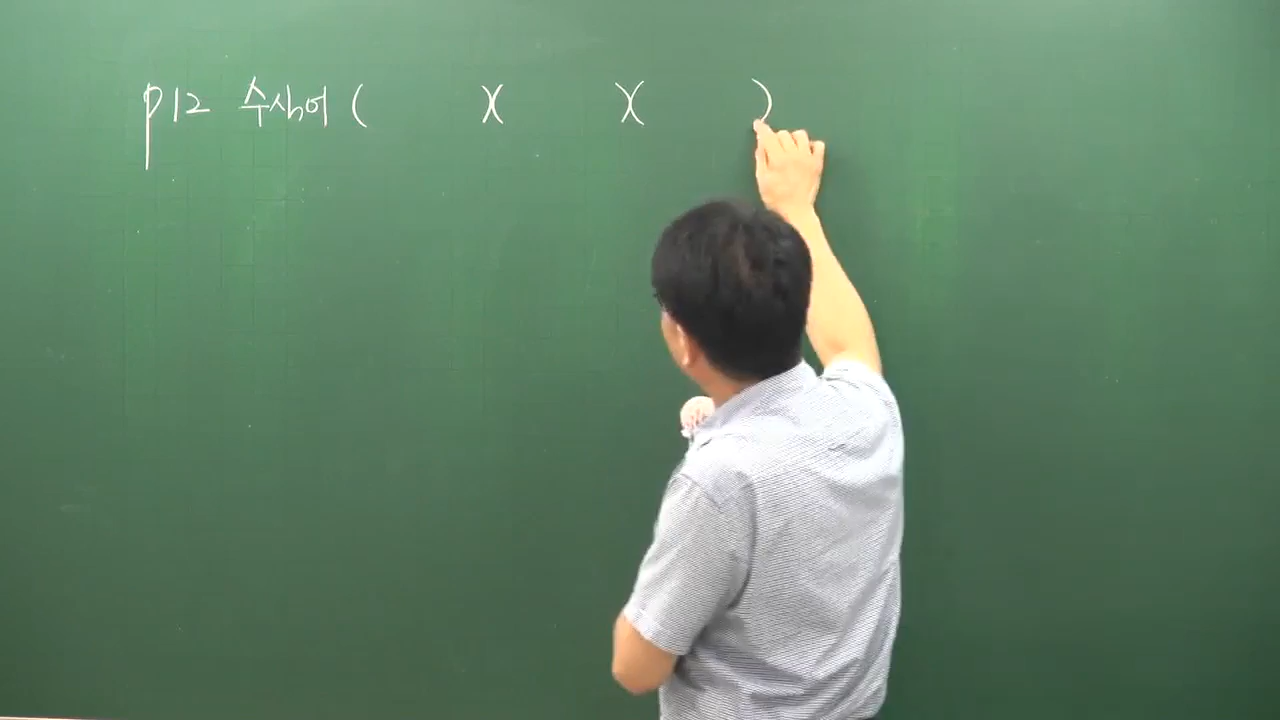 p12 수사어 (        )(        )(        )